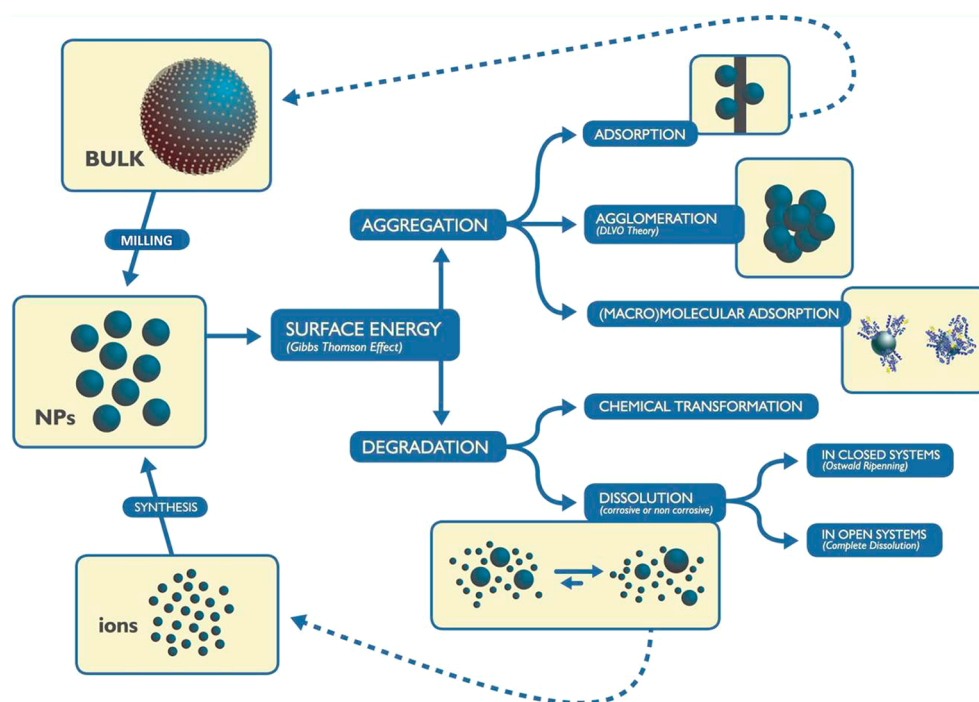 BULK
MILLING
NPs
SYNTHESIS
ions
SURFACE ENERGY
(Gibbs Thomson Effect)
AGGREGATION
ADSORPTION
AGGLOMERATION
(DLVO Theory)
(MACRO)MOLECULAR ADSORPTION
DEGRADATION
CHEMICAL TRANSFORMATION
DISSOLUTION
(corrosive or non corrosive)
IN CLOSED SYSTEMS
(Ostwald Ripenning)
IN OPEN SYSTEMS
(Complete Dissolution)